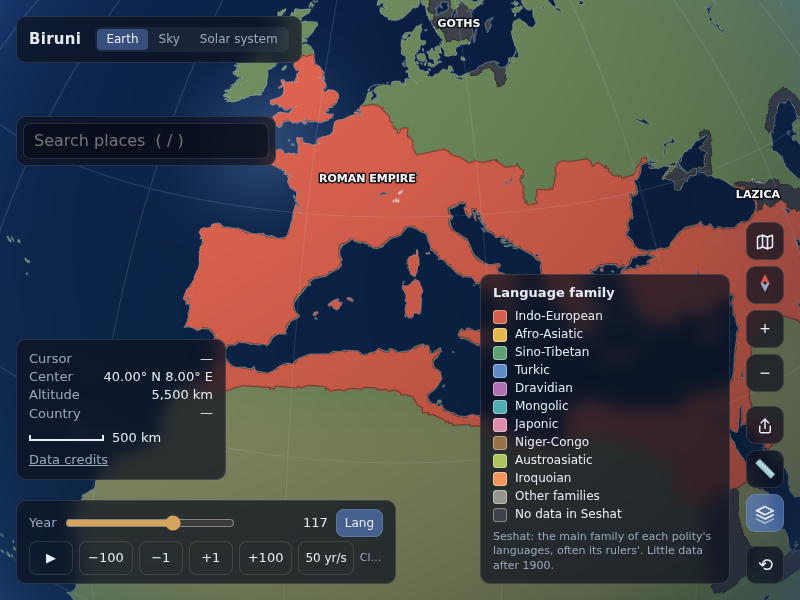 GOTHS
Biruni
Earth
Sky
Solar system
Search places ( / )
ROMAN EMPIRE
LAZICA
Language family
Indo-European
Afro-Asiatic
Sino-Tibetan
Turkic
Dravidian
Mongolic
Japonic
Niger-Congo
Austroasiatic
Iroquoian
Other families
No data in Seshat
Seshat: the main family of each polity's
languages, often its rulers'. Little data
after 1900.
Cursor —
Center 40.00° N 8.00° E
Altitude 5,500 km
Country —
500 km
Data credits
Year 117 Lang
▶ −100 −1 +1 +100 50 yr/s Cl...
+
−